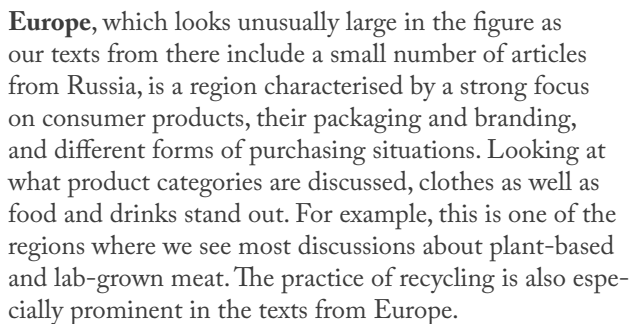 Europe, which looks unusually large in the figure as
our texts from there include a small number of articles
from Russia, is a region characterised by a strong focus
on consumer products, their packaging and branding,
and different forms of purchasing situations. Looking at
what product categories are discussed, clothes as well as
food and drinks stand out. For example, this is one of the
regions where we see most discussions about plant-based
and lab-grown meat. The practice of recycling is also espe-
cially prominent in the texts from Europe.